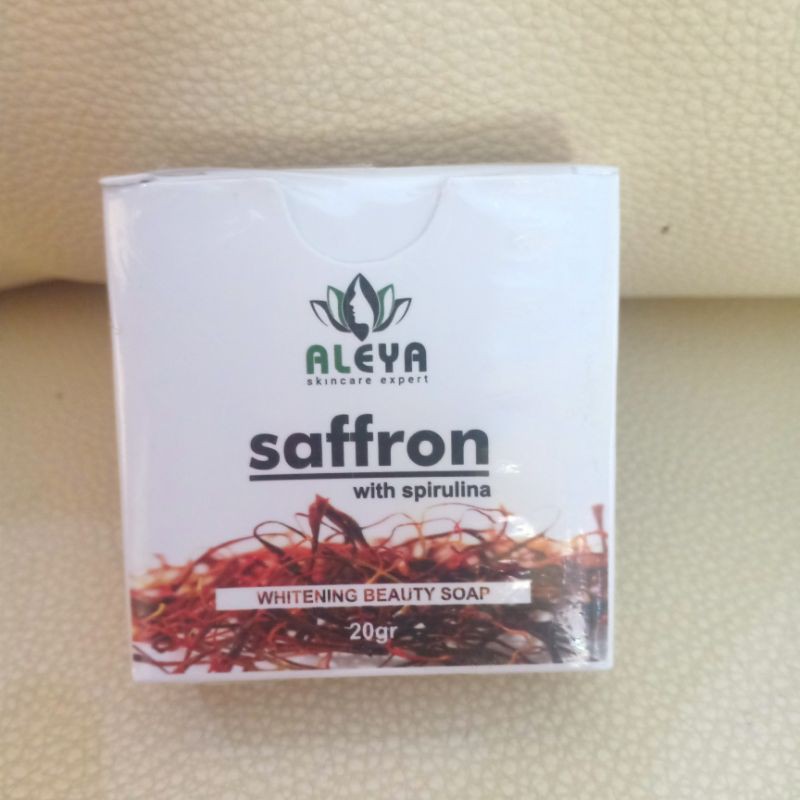 ALEYA
skincare expert
saffron
with spirulina
WHITENING BEAUTY SOAP
20gr